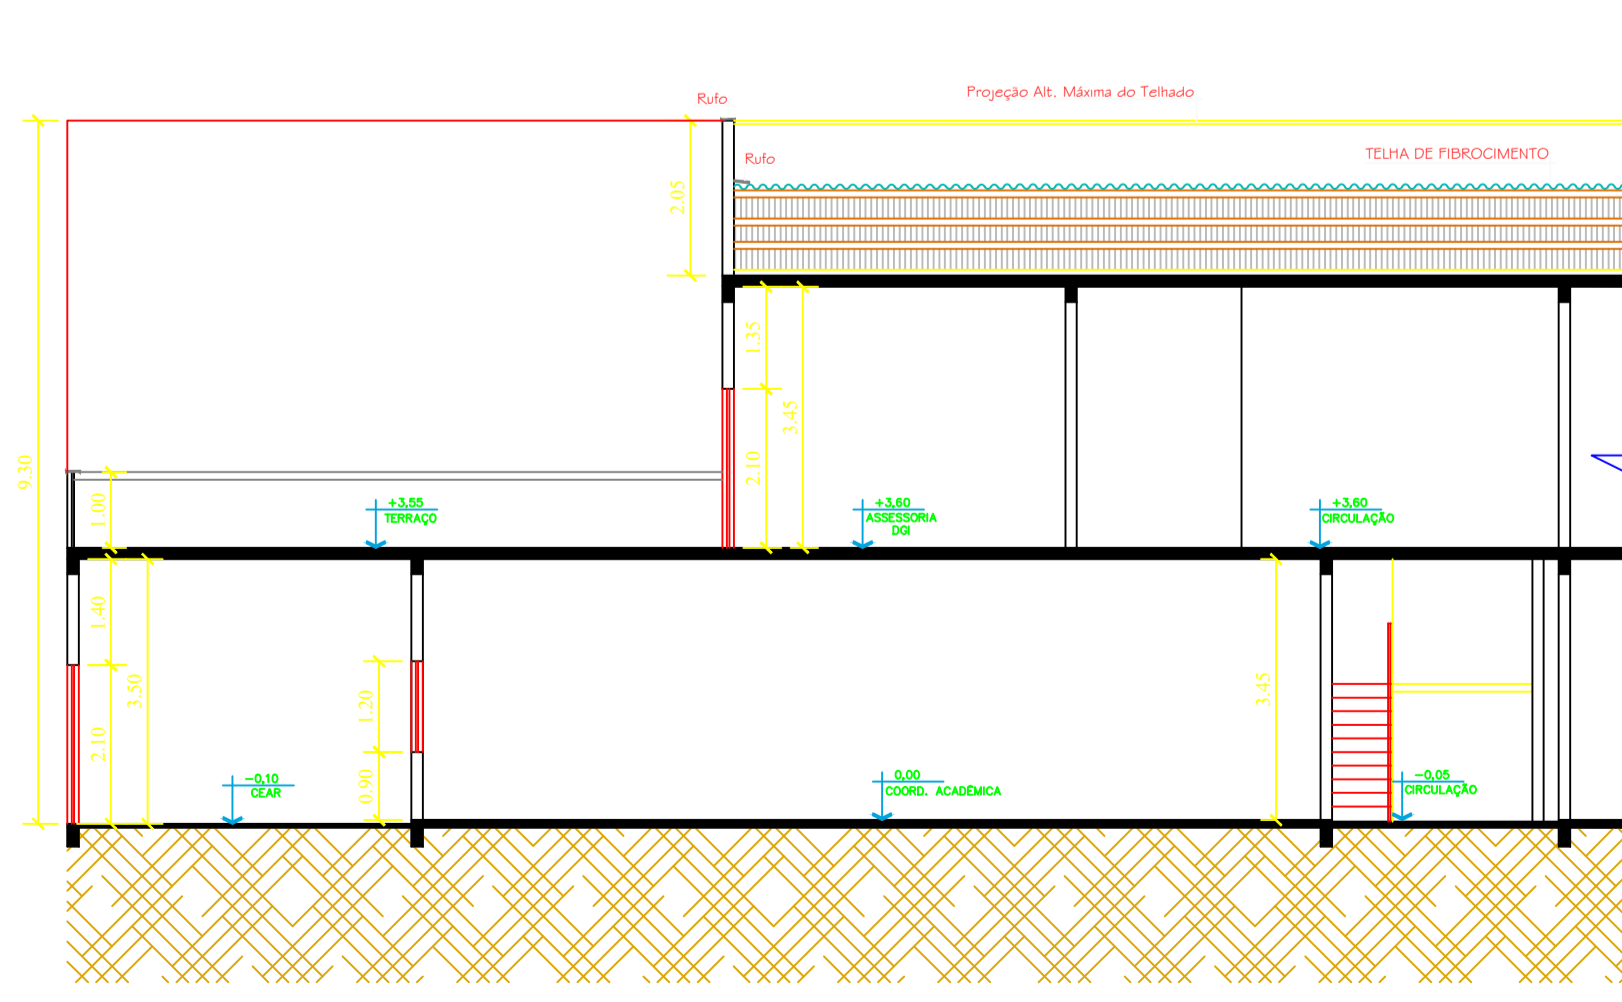 Projeção Alt. Máxima do Telhado
Rufo
TELHA DE FIBROCIMENTO
Rufo
2.05
1.35
3.45
2.10
9.30
1.00
+3,55
TERRAÇO
+3,60
ASSESSORIA
DGI
+3,60
CIRCULAÇÃO
1.40
3.50
2.10
1.20
0.90
3.45
-0,10
CEAR
0,00
COORD. ACADÊMICA
-0,05
CIRCULAÇÃO